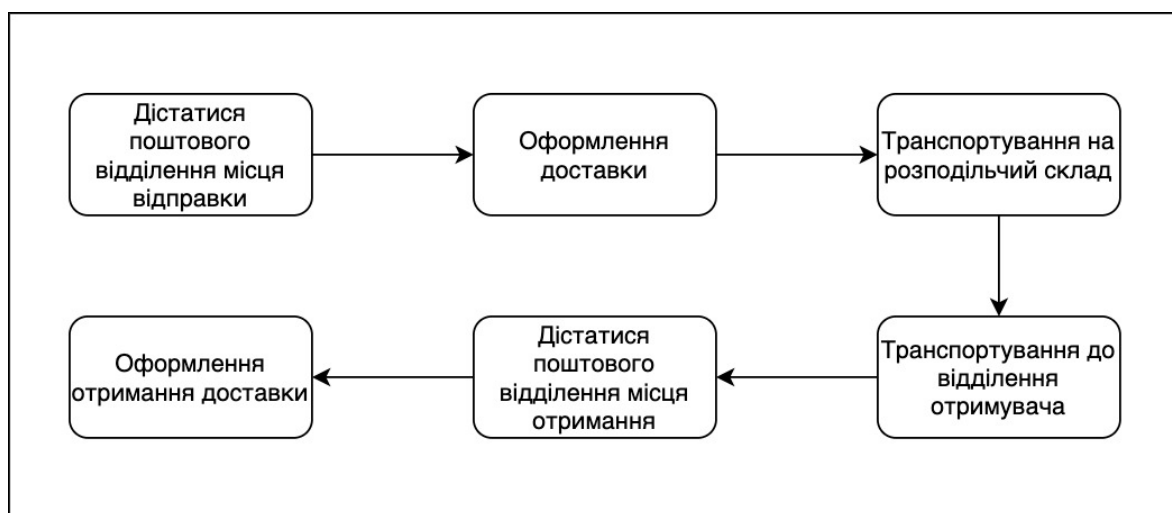 Дістатися
поштового
відділення місця
відправки
Оформлення
доставки
Транспортування на
розподільчий склад
Транспортування до
відділення
отримувача
Дістатися
поштового
відділення місця
отримання
Оформлення
отримання доставки